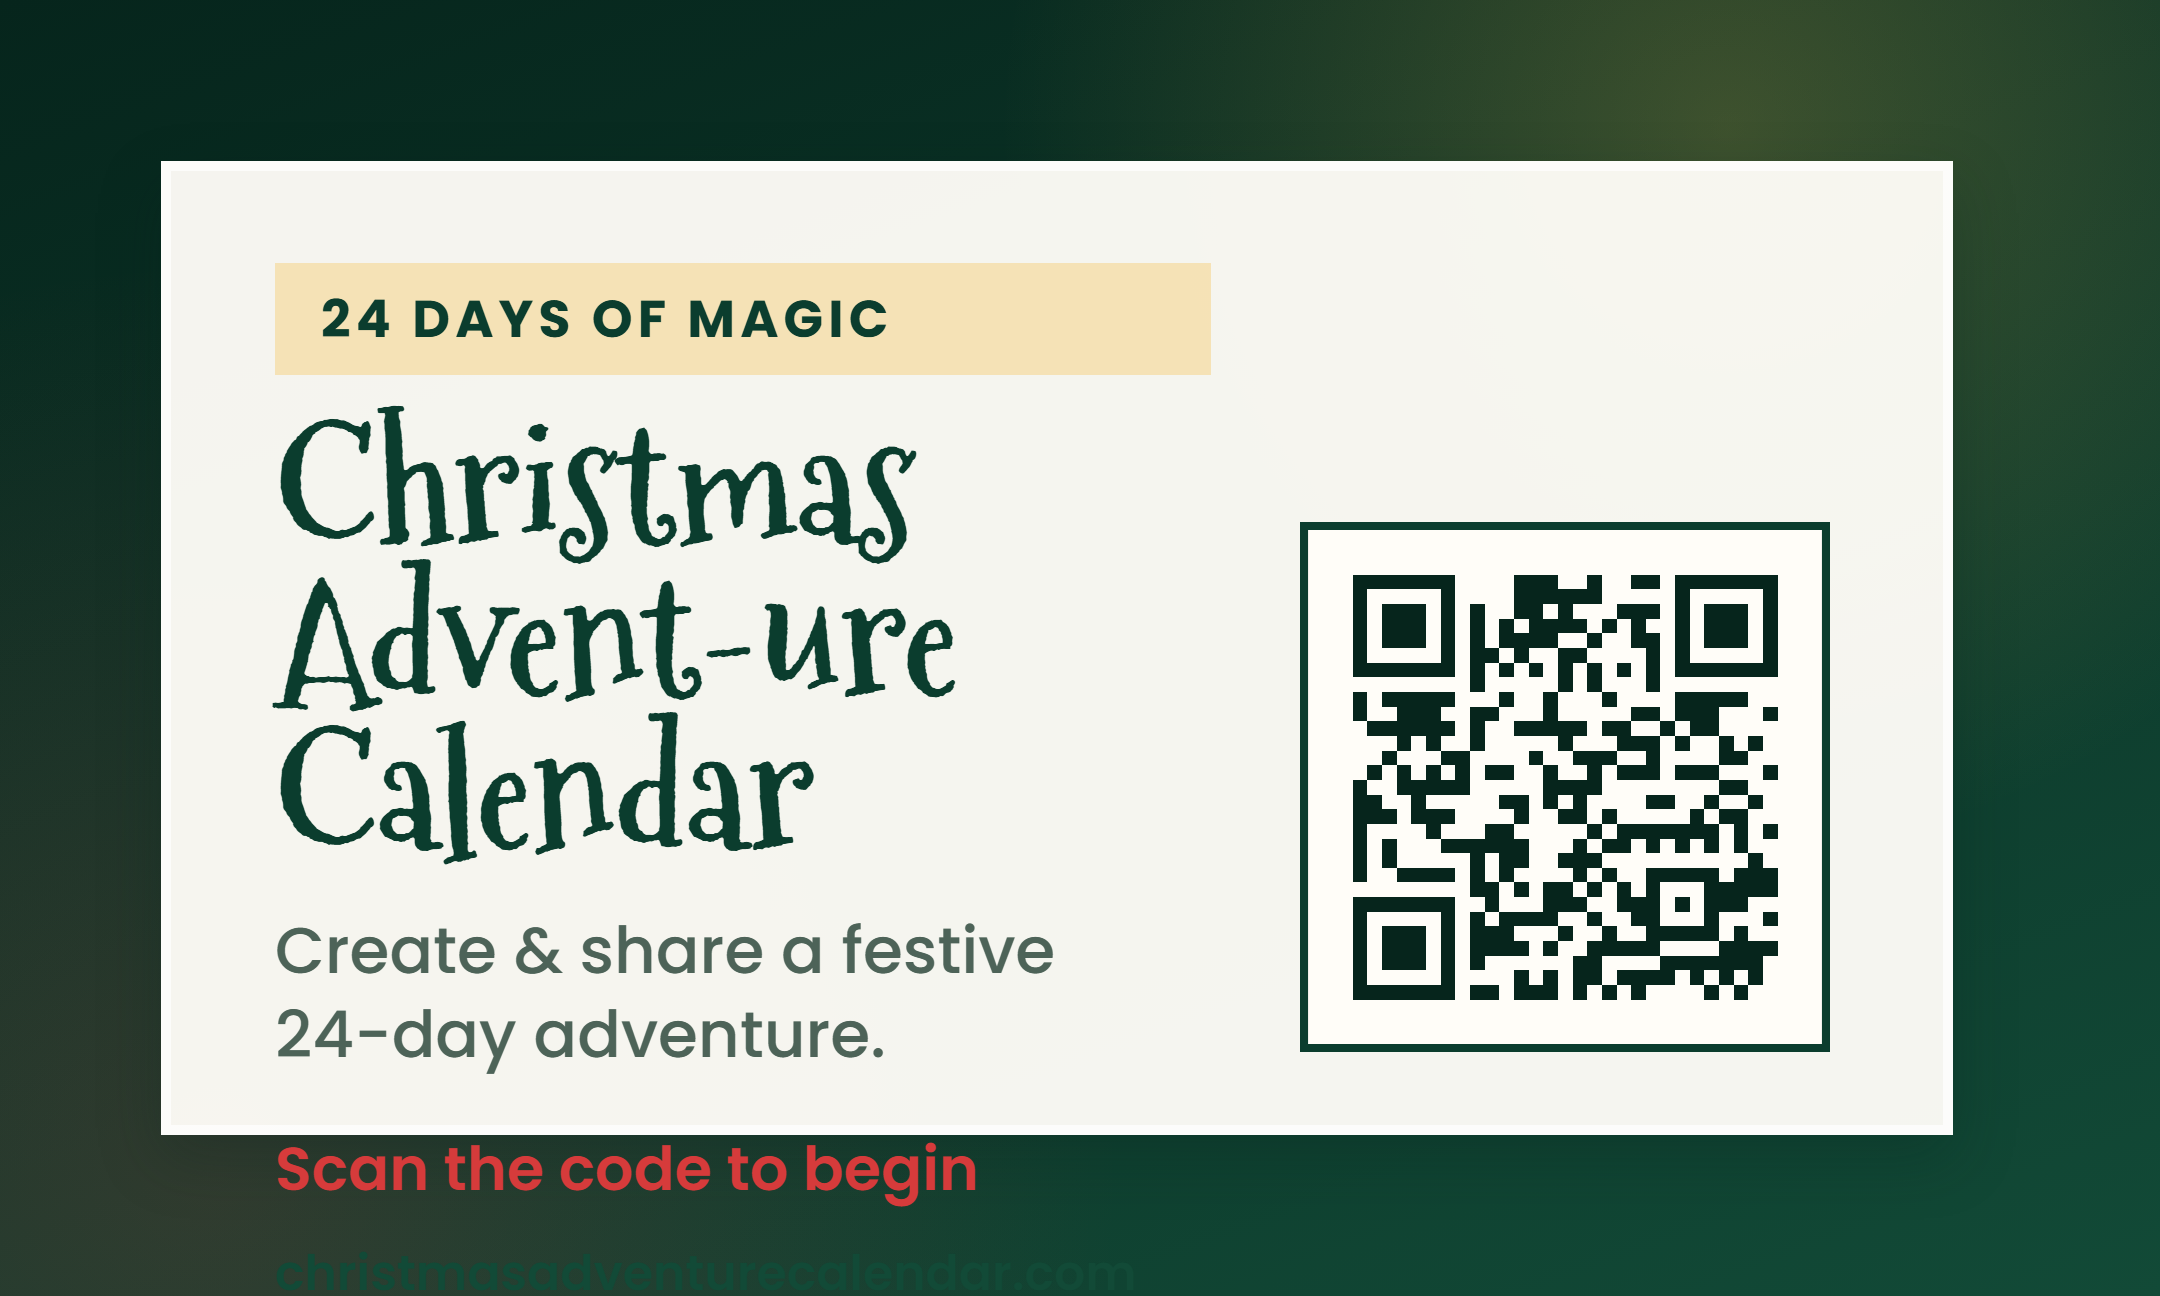 24 DAYS OF MAGIC
Christmas
Advent-ure
Calendar
Create & share a festive
24-day adventure.
Scan the code to begin
christmasadventurecalendar.com